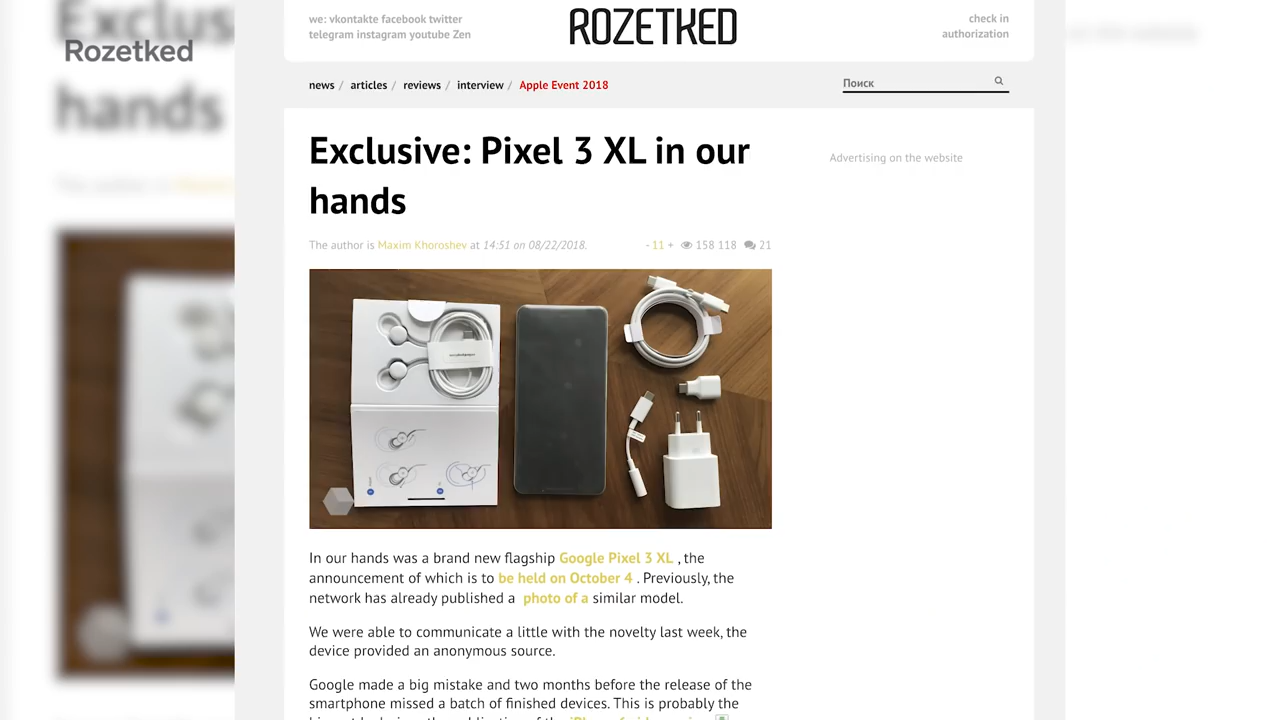 Rozetked
we: vkontakte facebook twitter
telegram instagram youtube Zen
ROZETKED
check in
authorization
news / articles / reviews / interview / Apple Event 2018
Поиск
Exclusive: Pixel 3 XL in our
hands
Advertising on the website
The author is Maxim Khoroshev at 14:51 on 08/22/2018.
- 11 + 158 118 21
In our hands was a brand new flagship Google Pixel 3 XL , the
announcement of which is to be held on October 4 . Previously, the
network has already published a photo of a similar model.
We were able to communicate a little with the novelty last week, the
device provided an anonymous source.
Google made a big mistake and two months before the release of the
smartphone missed a batch of finished devices. This is probably the